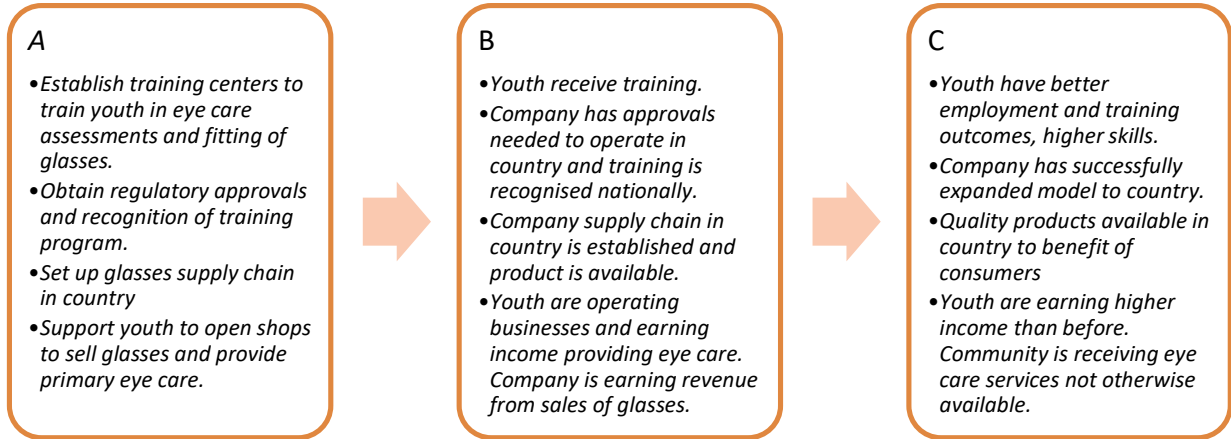 A
•Establish training centers to
train youth in eye care
assessments and fitting of
glasses.
•Obtain regulatory approvals
and recognition of training
program.
•Set up glasses supply chain
in country
•Support youth to open shops
to sell glasses and provide
primary eye care.
B
•Youth receive training.
•Company has approvals
needed to operate in
country and training is
recognised nationally.
•Company supply chain in
country is established and
product is available.
•Youth are operating
businesses and earning
income providing eye care.
Company is earning revenue
from sales of glasses.
C
•Youth have better
employment and training
outcomes, higher skills.
•Company has successfully
expanded model to country.
•Quality products available in
country to benefit of
consumers
•Youth are earning higher
income than before.
Community is receiving eye
care services not otherwise
available.